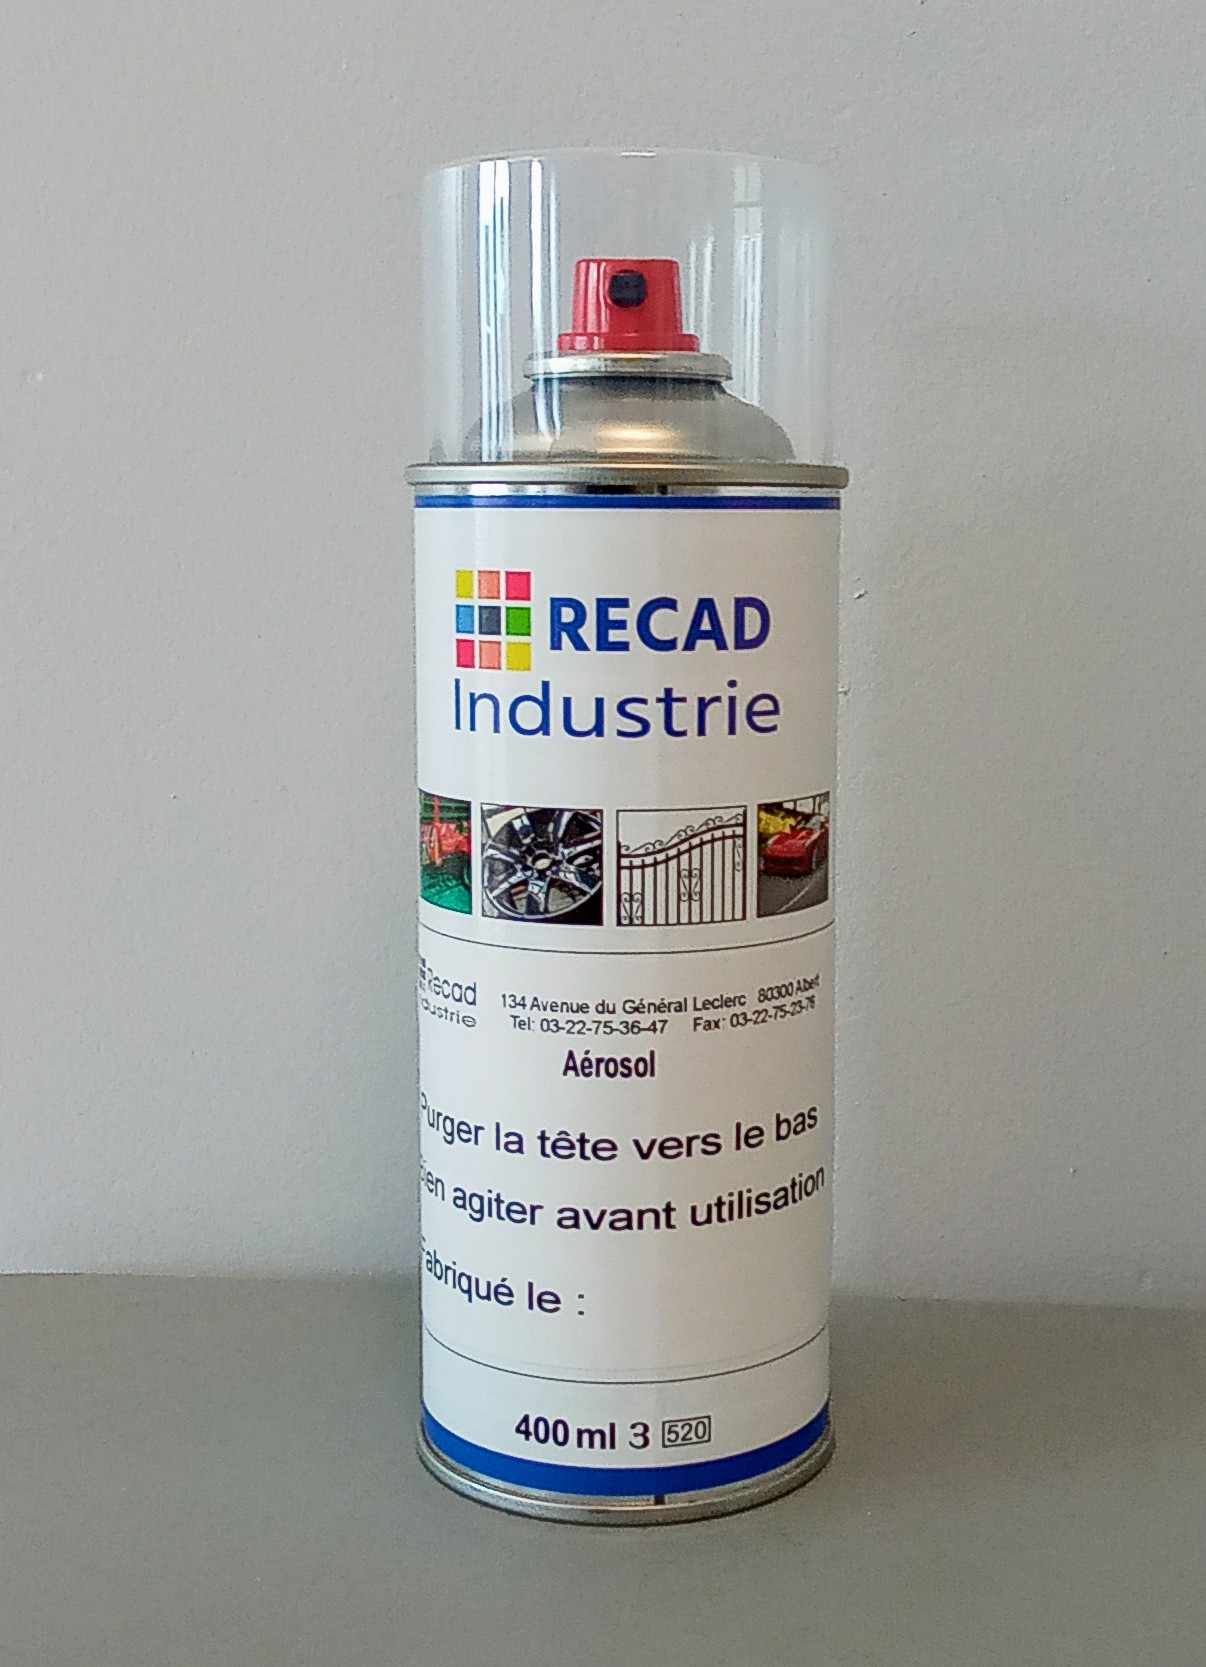 RECAD
Industrie
Recad
Industrie
134 Avenue du Général Leclerc 80300 Albert
Tel: 03-22-75-36-47 Fax: 03-22-75-23-76
Aérosol
Purger la tête vers le bas
Bien agiter avant utilisation
Fabriqué le :
400 ml 3 520